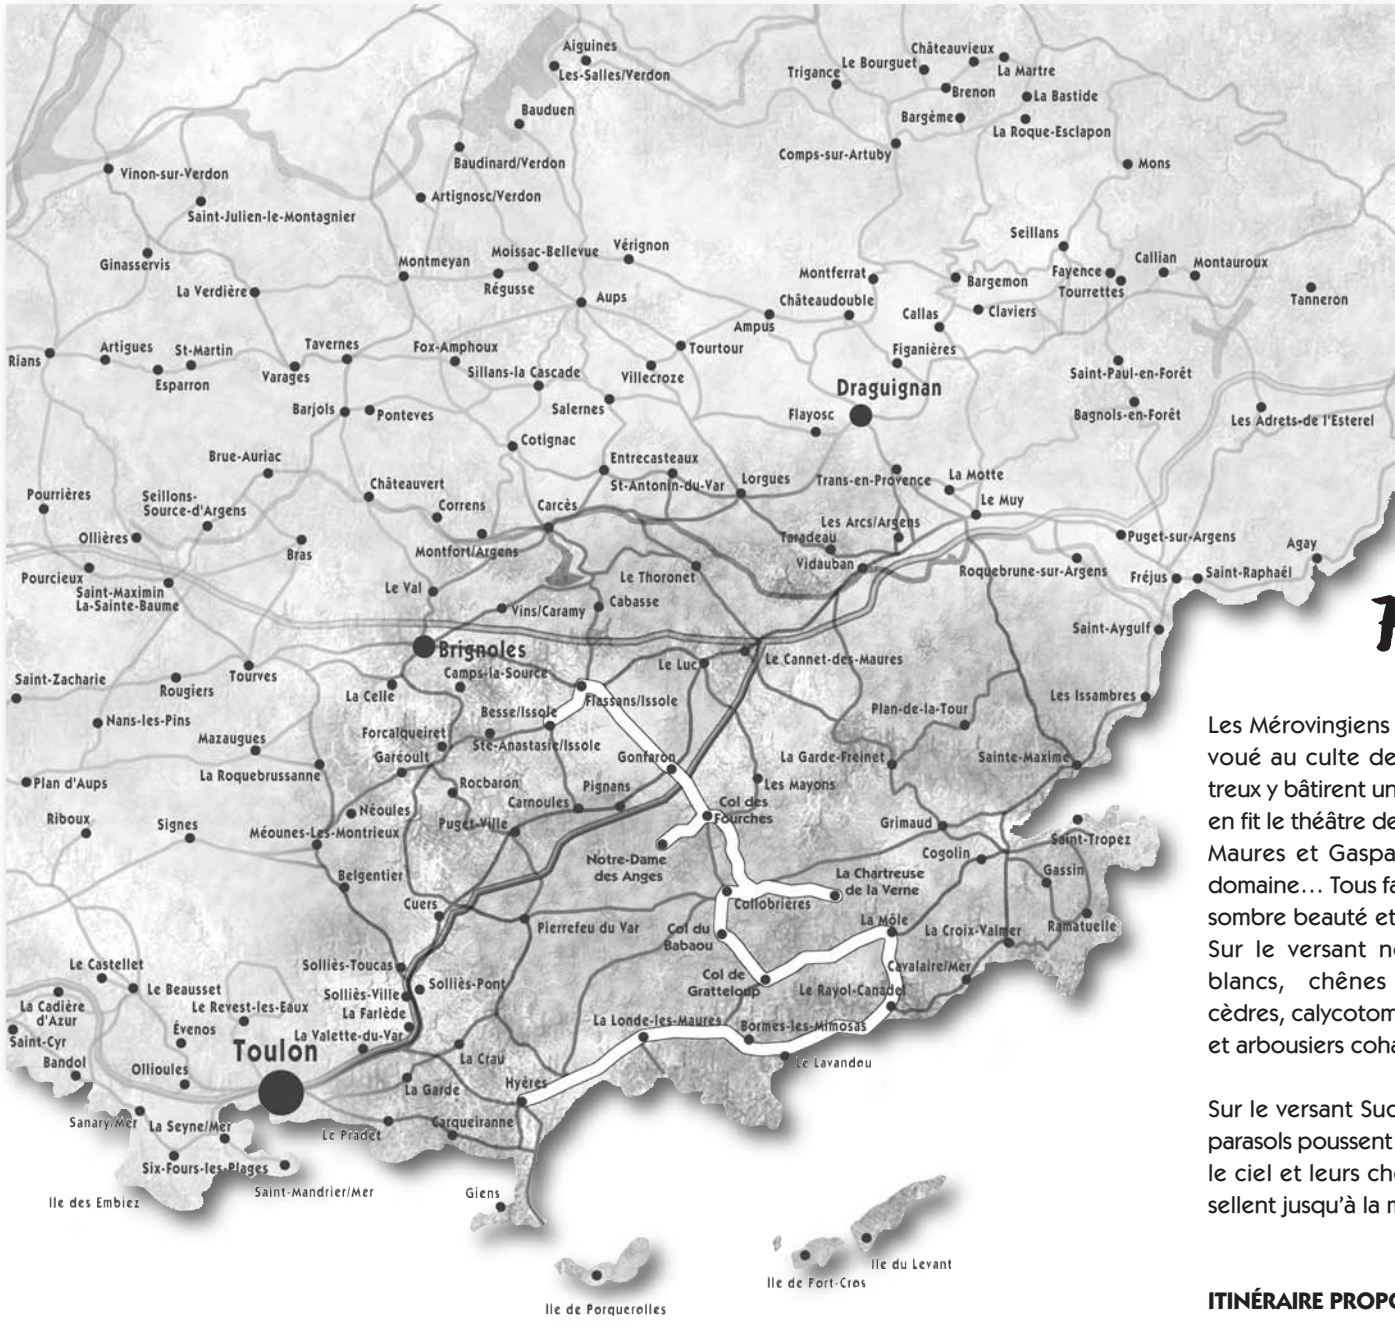 Aiguines
Les-Salles/Verdon
Bauduen
Baudinard/Verdon
Artignosc/Verdon
Vinon-sur-Verdon
Saint-Julien-le-Montagnier
Ginasservis
La Verdière
Montmeyan
Moissac-Bellevue
Régusse
Vérignon
Aups
Trigance
Le Bourguet
Châteauvieux
La Martre
Brenon
La Bastide
Bargème
La Roque-Esclapon
Comps-sur-Artuby
Mons
Seillans
Callian
Montauroux
Fayence
Tourrettes
Tanneron
Montferrat
Bargemon
Châteaudouble
Claviers
Callas
Ampus
Figanières
Rians
Artigues
St-Martin
Esparron
Varages
Tavernes
Fox-Amphoux
Sillans-la Cascade
Tourtour
Villecroze
Salernes
Draguignan
Flayosc
Saint-Paul-en-Forêt
Bagnols-en-Forêt
Les Adrets-de l'Esterel
Barjols
Ponteves
Cotignac
Brue-Auriac
Entrecasteaux
St-Antonin-du-Var
Lorgues
Trans-en-Provence
La Motte
Le Muy
Pourrières
Seillons-
Source-d'Argens
Châteauvert
Correns
Carcès
Les Arcs/Argens
Taradeau
Vidauban
Ollières
Bras
Montfort/Argens
Puget-sur-Argens
Agay
Roquebrune-sur-Argens
Fréjus
Saint-Raphaël
Pourcieux
Saint-Maximin
La-Sainte-Baume
Le Val
Le Thoronet
Vins/Caramy
Cabasse
Saint-Aygulf
Brignoles
Le Luc
Le Cannet-des-Maures
Saint-Zacharie
Rougiers
Tourves
La Celle
Camps-la-Source
Flassans/Issole
Les Issambres
Nans-les-Pins
Mazaugues
Forcalqueiret
Besse/Issole
Ste-Anastasie/Issole
Plan-de-la-Tour
Garéoult
Gonfaron
La Garde-Freinet
Sainte-Maxime
Plan d'Aups
La Roquebrussanne
Rocbaron
Pignans
Les Mayons
Carnoules
Col des
Fourches
Riboux
Signes
Néoules
Méounes-Les-Montrieux
Puget-Ville
Grimaud
Saint-Tropez
Notre-Dame
des Anges
Cogolin
Gassin
Belgentier
La Chartreuse
de la Verne
Collobrières
Cuers
Pierrefeu du Var
Col du
Babaou
La Môle
La Croix-Valmer
Ramatuelle
Le Castellet
Le Beausset
Solliès-Toucas
Col de
Gratteloup
Cavalaire/Mer
La Cadière
d'Azur
Le Revest-les-Eaux
Solliès-Ville
Solliès-Pont
Le Rayol-Canadel
La Farlède
Saint-Cyr
Évenos
La Valette-du-Var
La Londe-les-Maures
Bormes-les-Mimosas
Toulon
Bandol
Ollioules
La Crau
Le Lavandou
La Garde
Hyères
Sanary/Mer
La Seyne/Mer
Le Pradet
Carqueiranne
Six-Fours-les-Plages
Saint-Mandrier/Mer
Ile des Embiez
Giens
Ile de Porquerolles
Ile de Port-Cros
Ile du Levant
Les Mérovingiens
voué au culte de
treux y bâtirent un
en fit le théâtre de
Maures et Gaspa
domaine... Tous fa
sombre beauté et
Sur le versant no
blancs, chênes
cèdres, calycotom
et arbousiers coha
Sur le versant Sud
parasols poussent
le ciel et leurs ch
sellent jusqu'à la m
ITINÉRAIRE PROPO